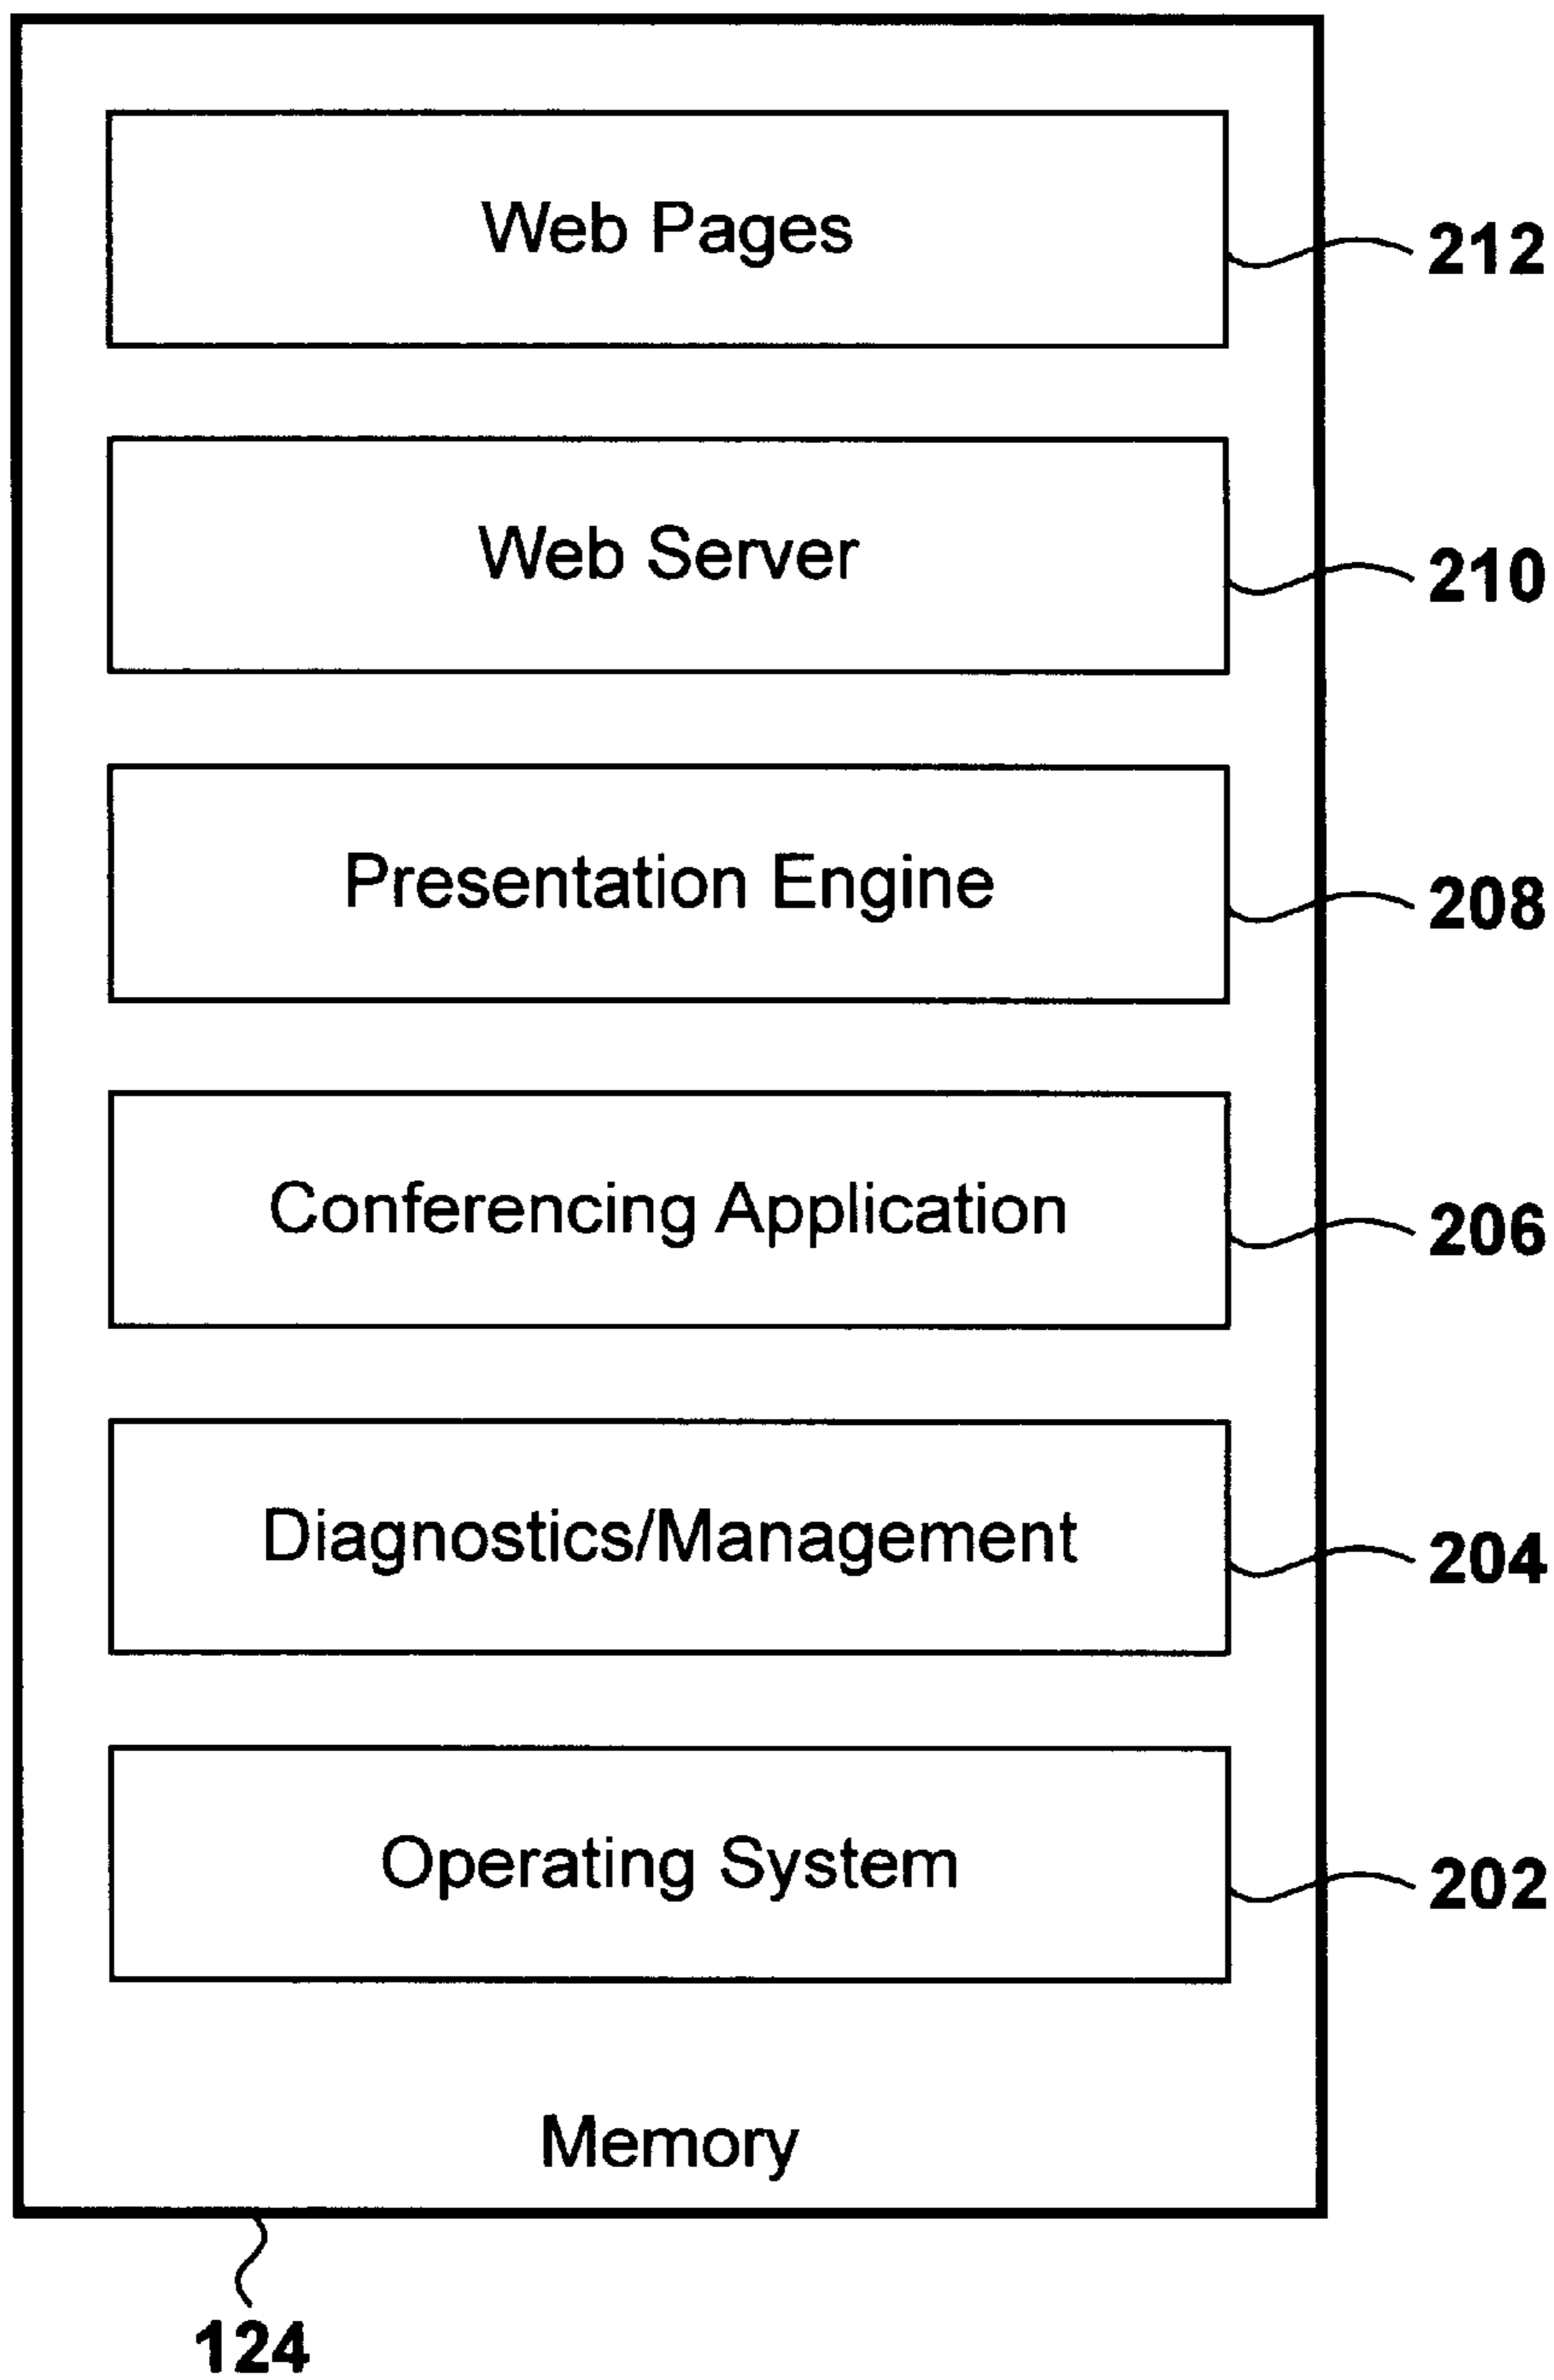 Web Pages
212
Web Server
210
Presentation Engine
208
Conferencing Application
206
Diagnostics/Management
204
Operating System
202
Memory
124